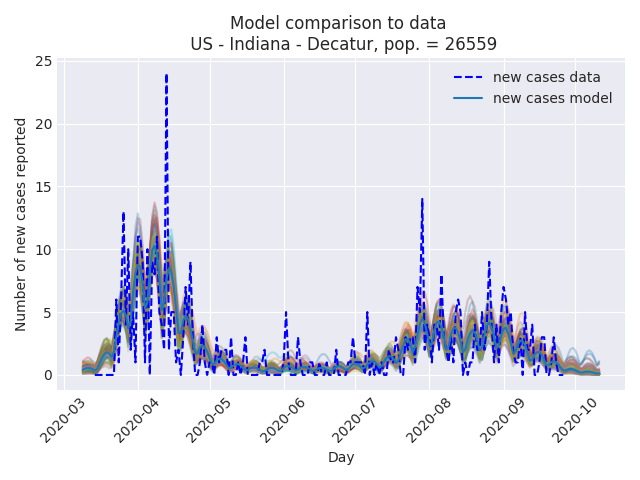 Model comparison to data
US - Indiana - Decatur, pop. = 26559
25
20
15
10
5
0
Number of new cases reported
new cases data
new cases model
2020-03
2020-04
2020-05
2020-06
2020-07
2020-08
2020-09
2020-10
Day